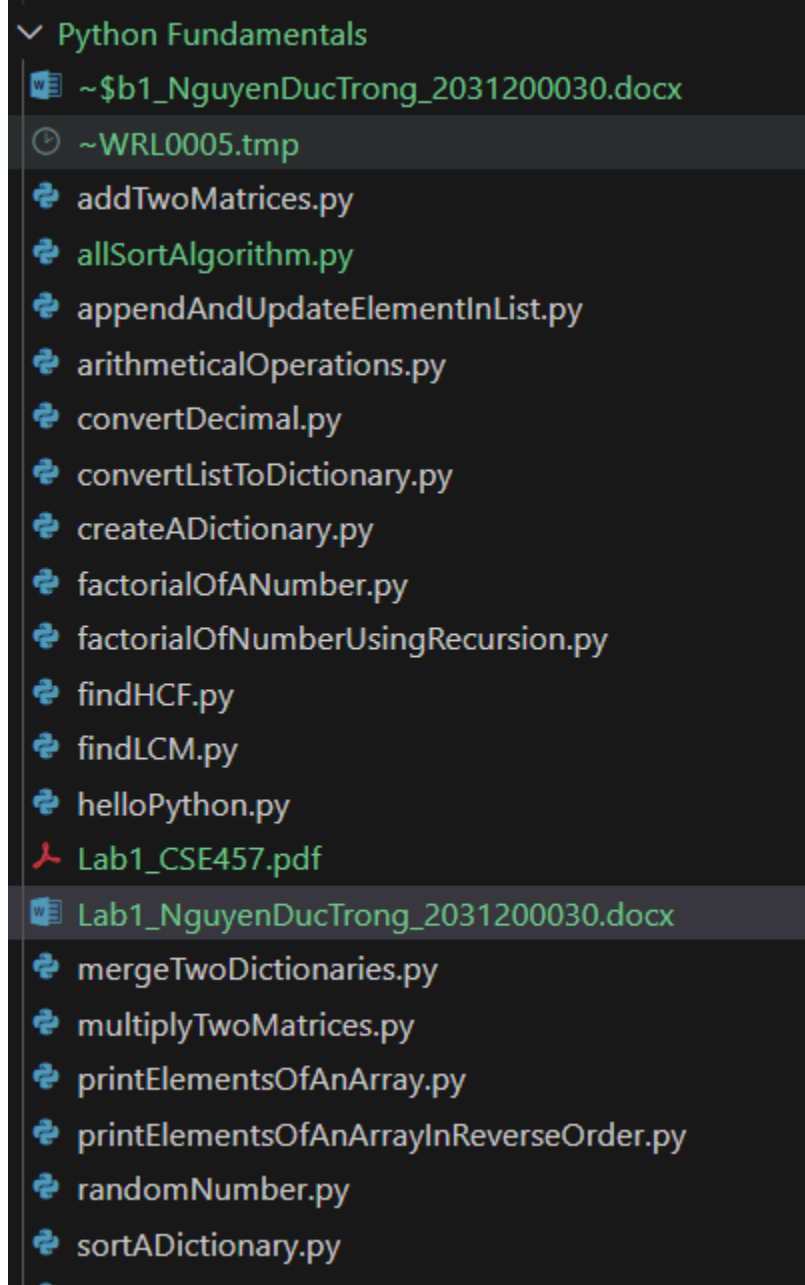 Python Fundamentals
~$b1_NguyenDucTrong_2031200030.docx
~WRL0005.tmp
addTwoMatrices.py
allSortAlgorithm.py
appendAndUpdateElementInList.py
arithmeticalOperations.py
convertDecimal.py
convertListToDictionary.py
createADictionary.py
factorialOfANumber.py
factorialOfNumberUsingRecursion.py
findHCF.py
findLCM.py
helloPython.py
Lab1_CSE457.pdf
Lab1_NguyenDucTrong_2031200030.docx
mergeTwoDictionaries.py
multiplyTwoMatrices.py
printElementsOfAnArray.py
printElementsOfAnArrayInReverseOrder.py
randomNumber.py
sortADictionary.py